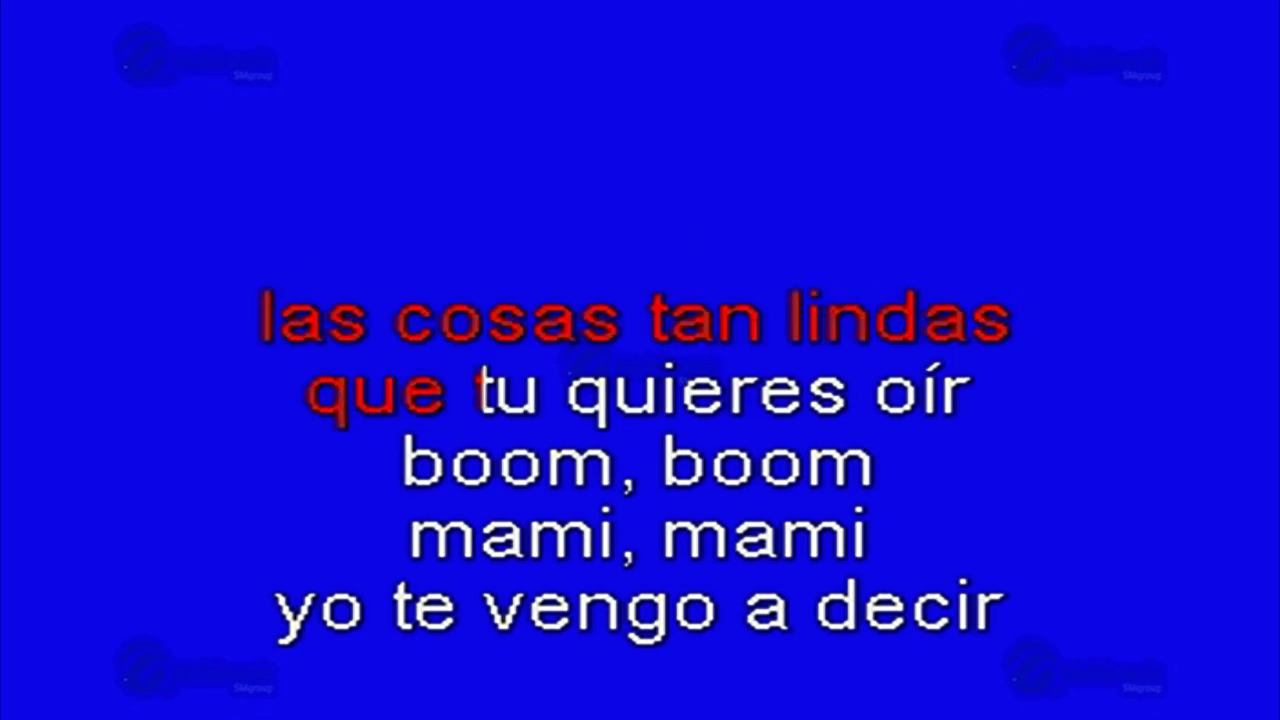 las cosas tan lindas
que tu quieres oír
boom, boom
mami, mami
yo te vengo a decir